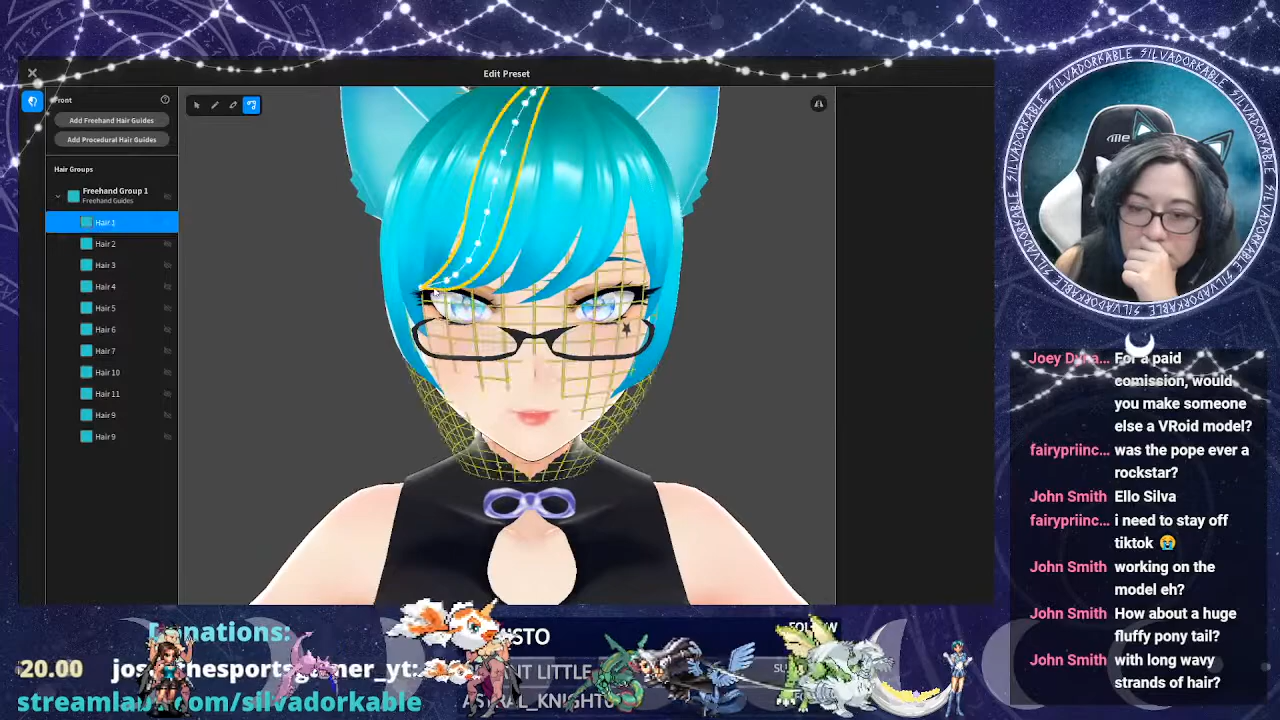 Edit Preset
Front
Add Freehand Hair Guides
Add Procedural Hair Guides
Hair Groups
Freehand Group 1
Freehand Guides
Hair 1
Hair 2
Hair 3
Hair 4
Hair 5
Hair 6
Hair 7
Hair 10
Hair 11
Hair 9
Hair 9
SILVADORKABLE
Joey Dy
For a paid
comission, would
you make someone
else a VRoid model?
fairypriinc... was the pope ever a
rockstar?
John Smith Ello Silva
fairypriinc... i need to stay off
tiktok 😭
John Smith working on the
model eh?
John Smith How about a huge
fluffy pony tail?
John Smith with long wavy
strands of hair?
nations:
20.00
LITTLE